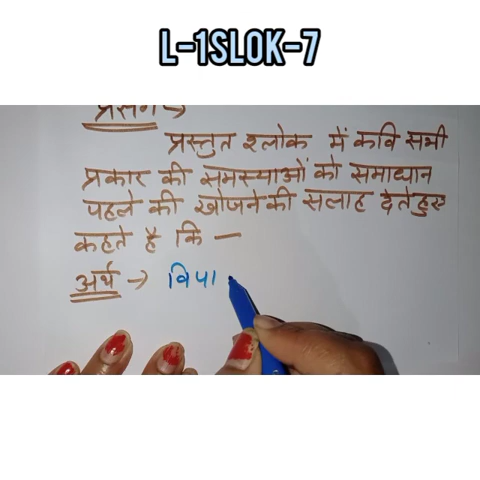 L-1SLOK-7
प्रसंग →
प्रस्तुत श्लोक में कवि सभी
प्रकार की समस्याओं को समाधान
पहले की खोजने की सलाह देते हुए
कहते है कि —
अर्थ → विपा